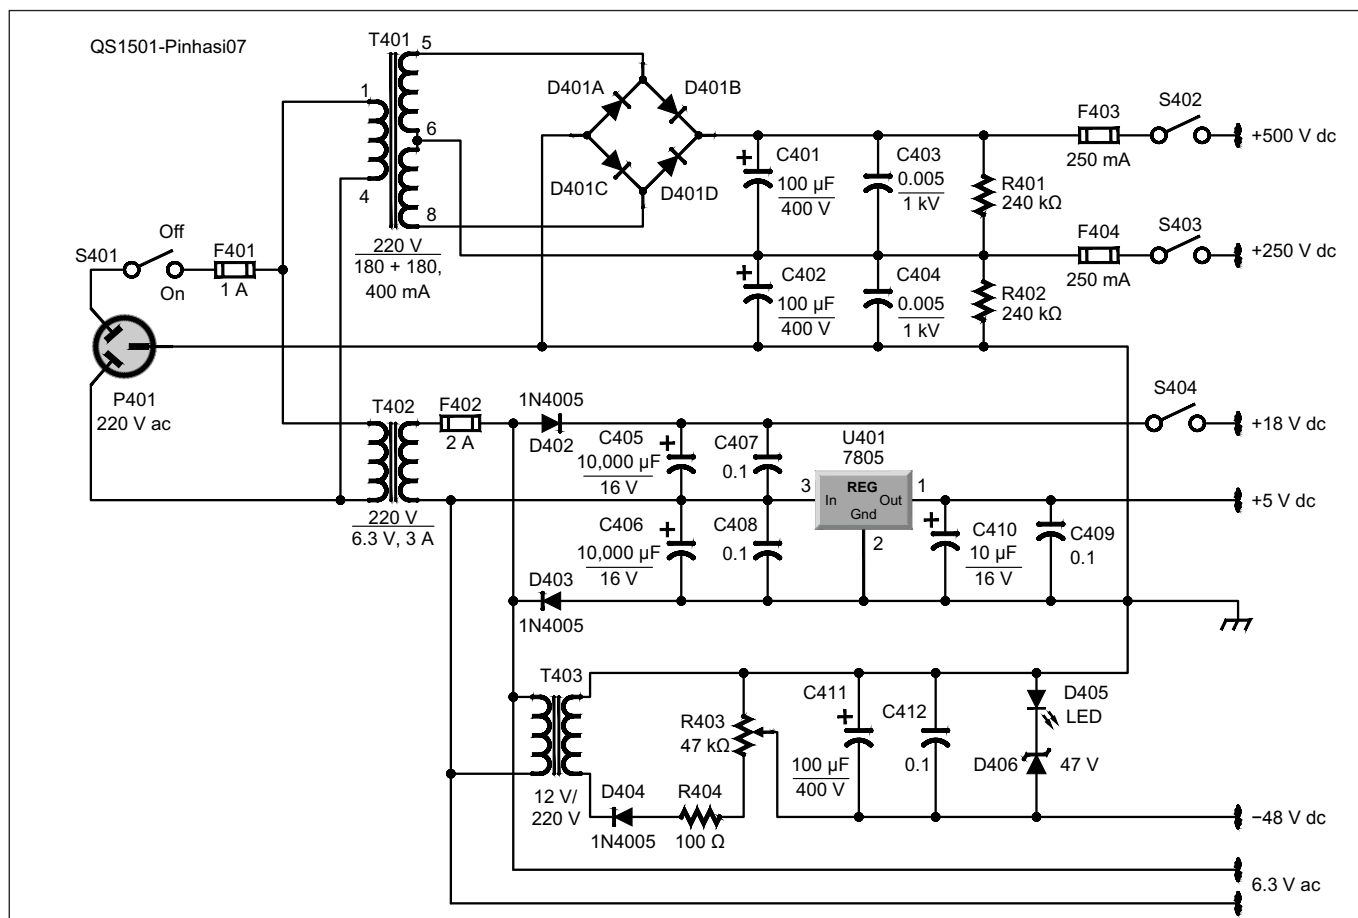 QS1501-Pinhasi07
T401
5
1
6
4
8
220 V
180 + 180,
400 mA
D401A
D401B
D401C
D401D
C401
100 µF
400 V
C403
0.005
1 kV
R401
240 kΩ
F403
250 mA
S402
+500 V dc
C402
100 µF
400 V
C404
0.005
1 kV
R402
240 kΩ
F404
250 mA
S403
+250 V dc
S401
Off
On
F401
1 A
P401
220 V ac
T402
220 V
6.3 V, 3 A
F402
2 A
1N4005
D402
C405
10,000 µF
16 V
C407
0.1
U401
7805
3
REG
In
Out
Gnd
1
2
S404
+18 V dc
+5 V dc
C406
10,000 µF
16 V
C408
0.1
C410
10 µF
16 V
C409
0.1
D403
1N4005
T403
12 V/
220 V
D404
1N4005
R404
100 Ω
R403
47 kΩ
C411
100 µF
400 V
C412
0.1
D405
LED
D406
47 V
−48 V dc
6.3 V ac